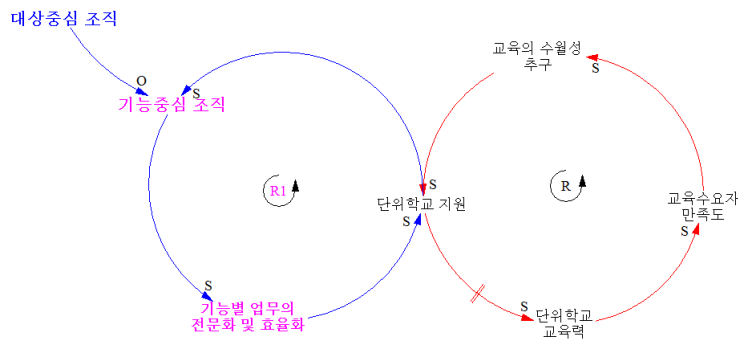 대상중심 조직
교육의 수월성
추구
S
O
S
기능중심 조직
R1
R
S
단위학교 지원
S
교육수요자
만족도
S
S
S
기능별 업무의
전문화 및 효율화
단위학교
교육력